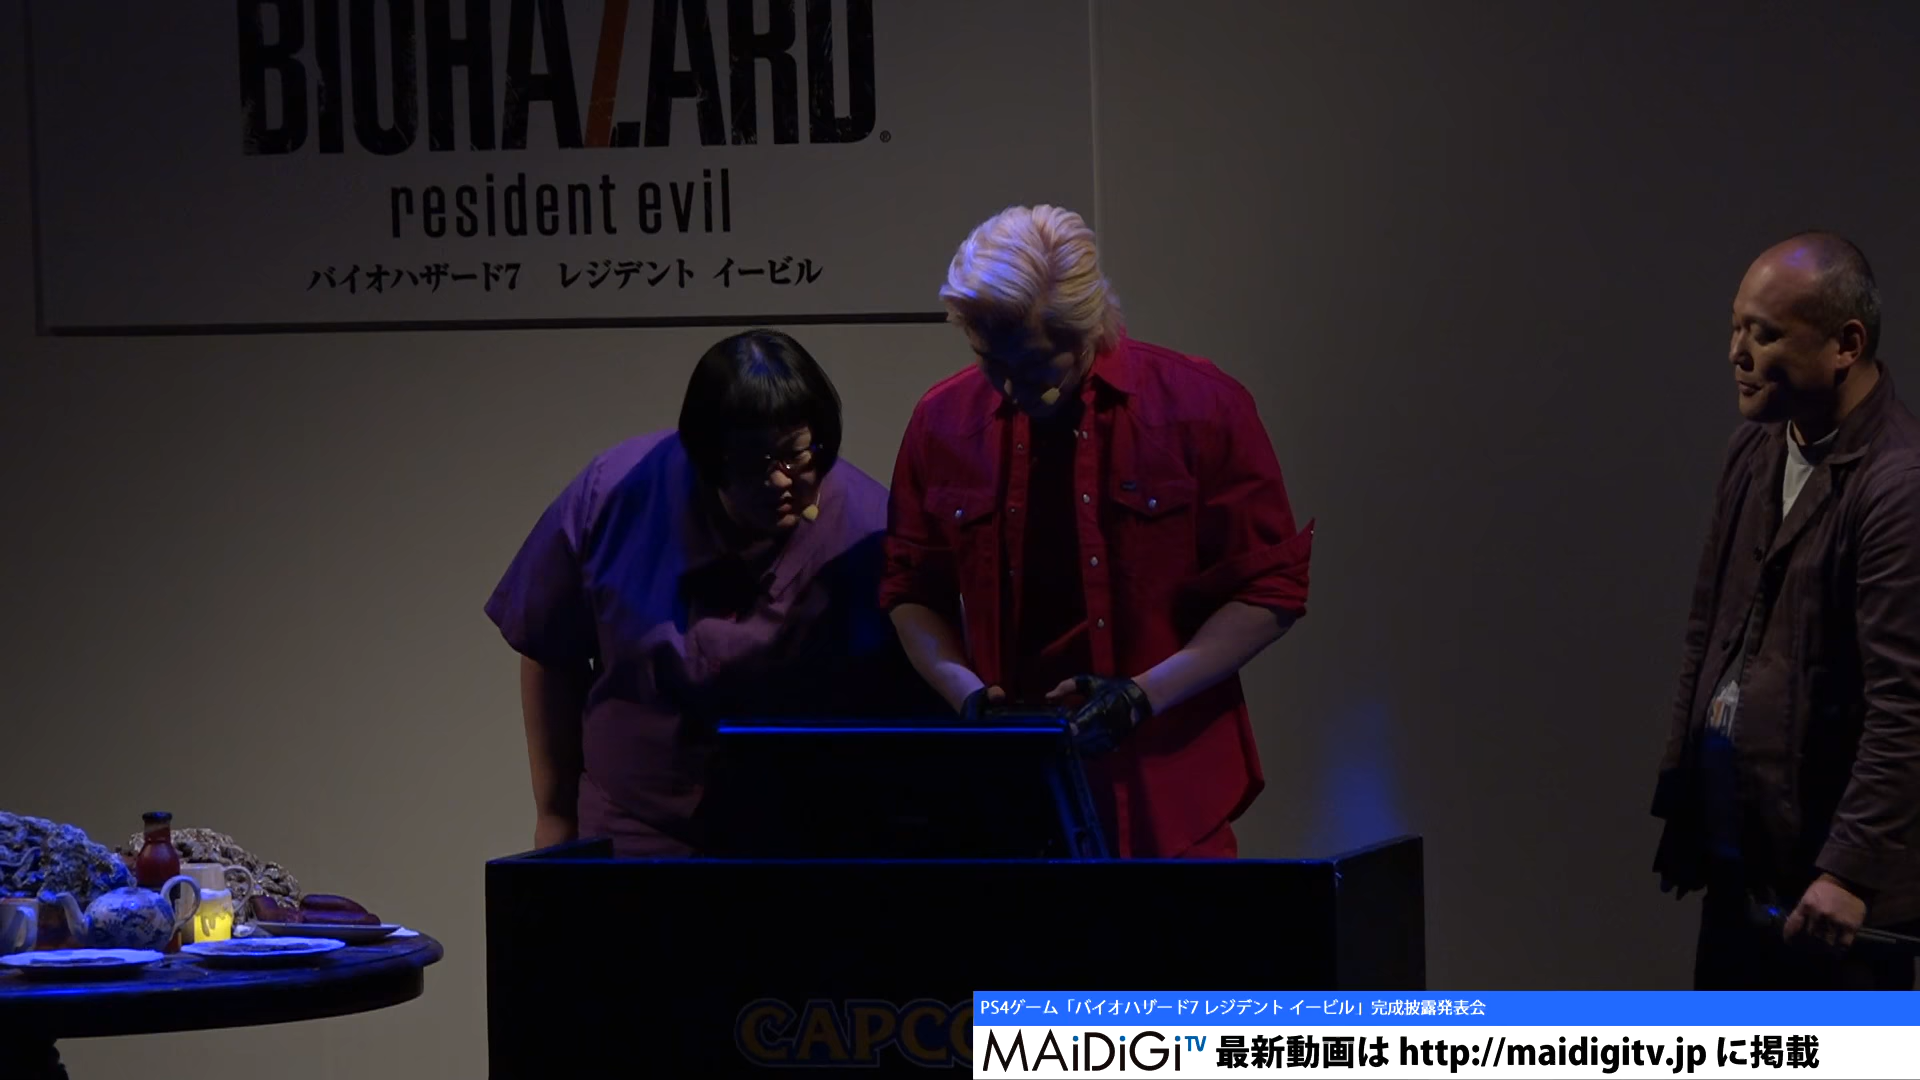 BIOHAZARD®
resident evil
バイオハザード7 レジデント イービル
CAPCO
PS4ゲーム「バイオハザード7 レジデント イービル」完成披露発表会
MAiDiGiTV 最新動画は http://maidigitv.jp に掲載